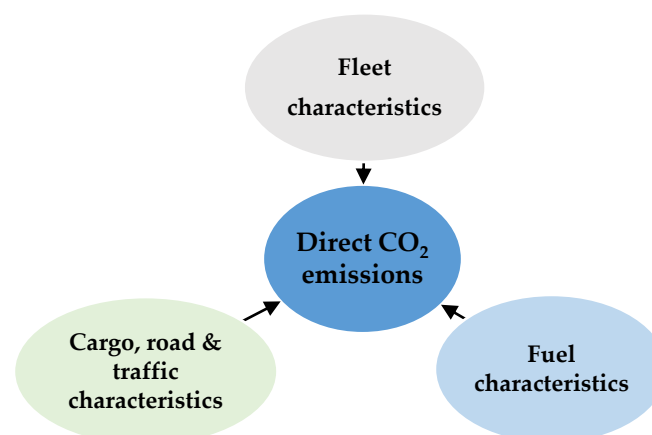 Fleet
characteristics
Direct CO₂
emissions
Cargo, road &
traffic
characteristics
Fuel
characteristics